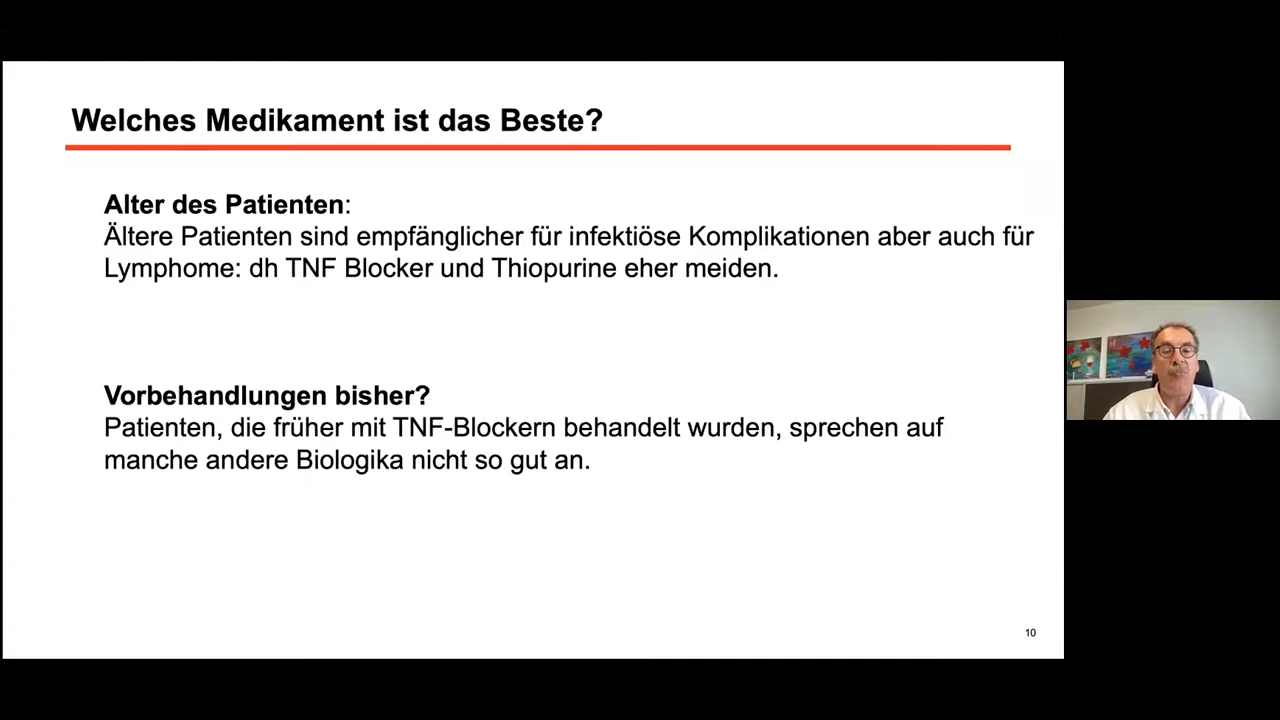 Welches Medikament ist das Beste?
Alter des Patienten:
Ältere Patienten sind empfänglicher für infektiöse Komplikationen aber auch für
Lymphome: dh TNF Blocker und Thiopurine eher meiden.
Vorbehandlungen bisher?
Patienten, die früher mit TNF-Blockern behandelt wurden, sprechen auf
manche andere Biologika nicht so gut an.
10